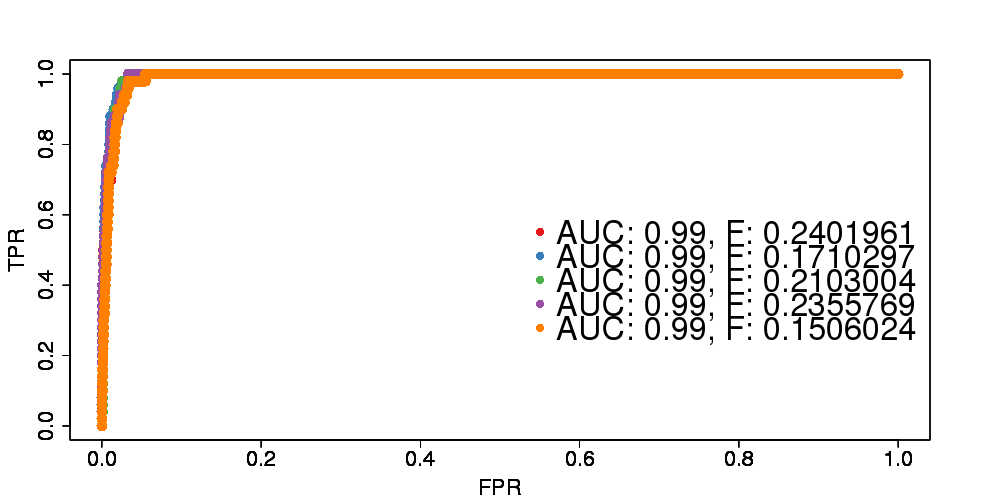 1.0
0.8
0.6
0.4
0.2
0.0
TPR
AUC: 0.99, F: 0.2401961
AUC: 0.99, F: 0.1710297
AUC: 0.99, F: 0.2103004
AUC: 0.99, F: 0.2355769
AUC: 0.99, F: 0.1506024
0.0 0.2 0.4 0.6 0.8 1.0
FPR